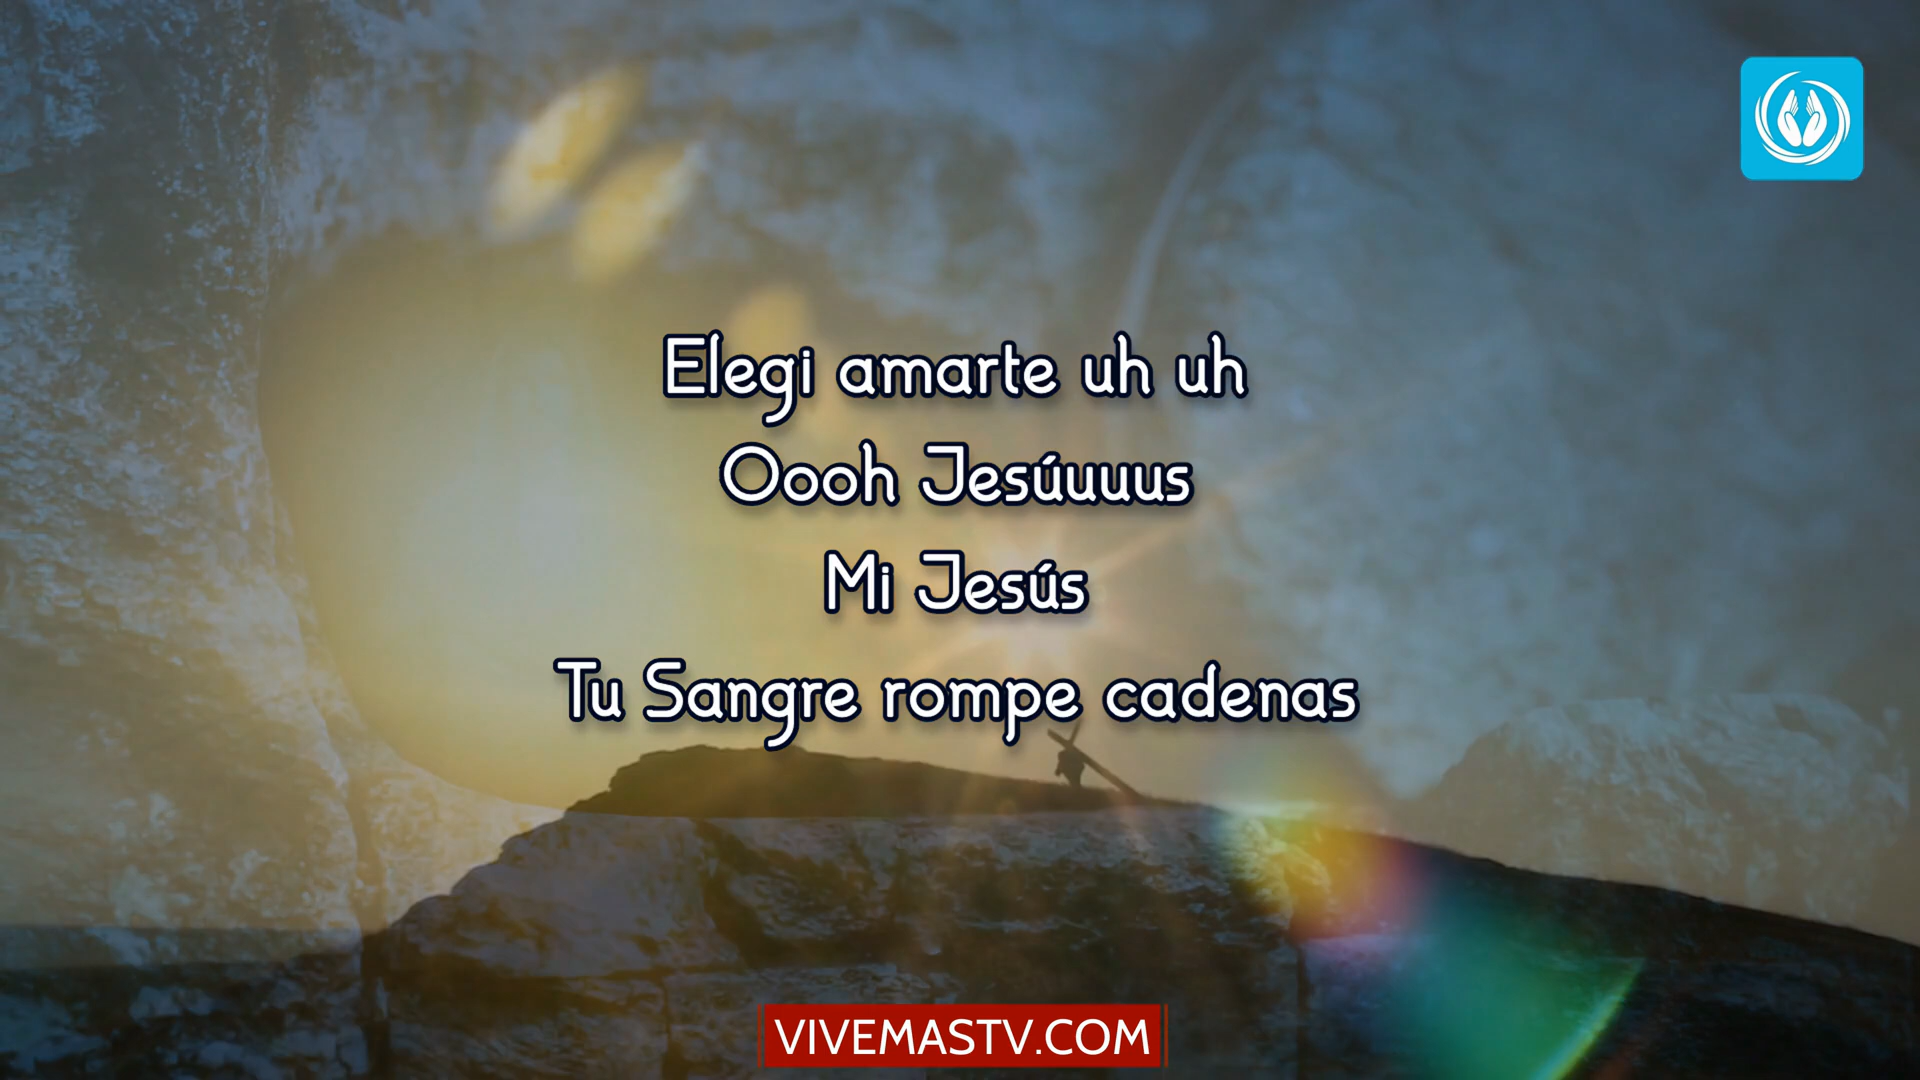 Elegi amarte uh uh
Oooh Jesúuuus
Mi Jesús
Tu Sangre rompe cadenas
VIVEMASTV.COM